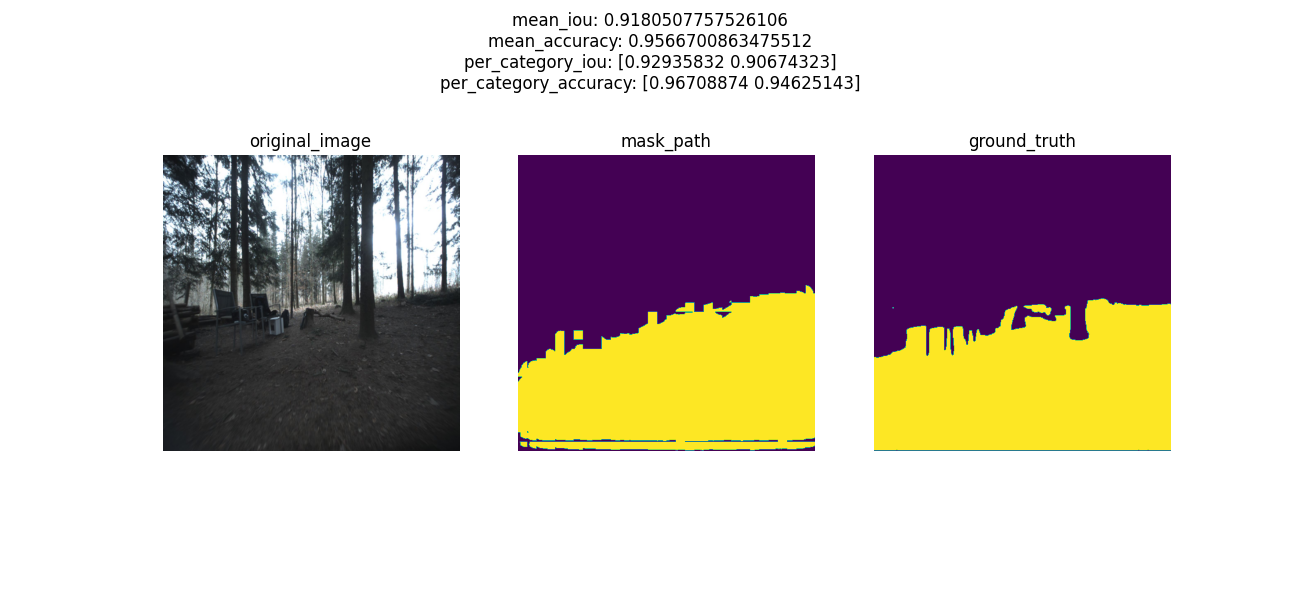 mean_iou: 0.9180507757526106
mean_accuracy: 0.9566700863475512
per_category_iou: [0.92935832 0.90674323]
per_category_accuracy: [0.96708874 0.94625143]
original_image
mask_path
ground_truth